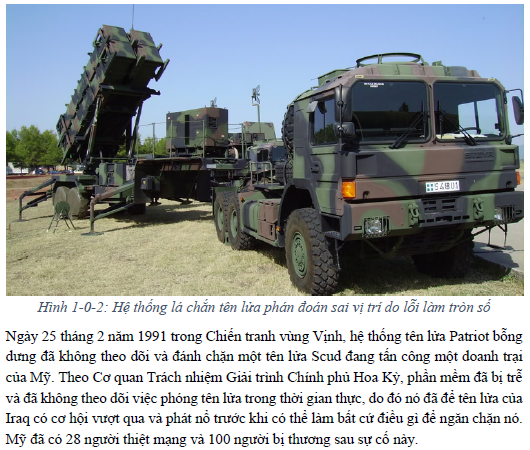 54801
Hình 1-0-2: Hệ thống lá chắn tên lửa phán đoán sai vị trí do lỗi làm tròn số
Ngày 25 tháng 2 năm 1991 trong Chiến tranh vùng Vịnh, hệ thống tên lửa Patriot bỗng
dưng đã không theo dõi và đánh chặn một tên lửa Scud đang tấn công một doanh trại
của Mỹ. Theo Cơ quan Trách nhiệm Giải trình Chính phủ Hoa Kỳ, phần mềm đã bị trễ
và đã không theo dõi việc phóng tên lửa trong thời gian thực, do đó nó đã để tên lửa của
Iraq có cơ hội vượt qua và phát nổ trước khi có thể làm bất cứ điều gì để ngăn chặn nó.
Mỹ đã có 28 người thiệt mạng và 100 người bị thương sau sự cố này.